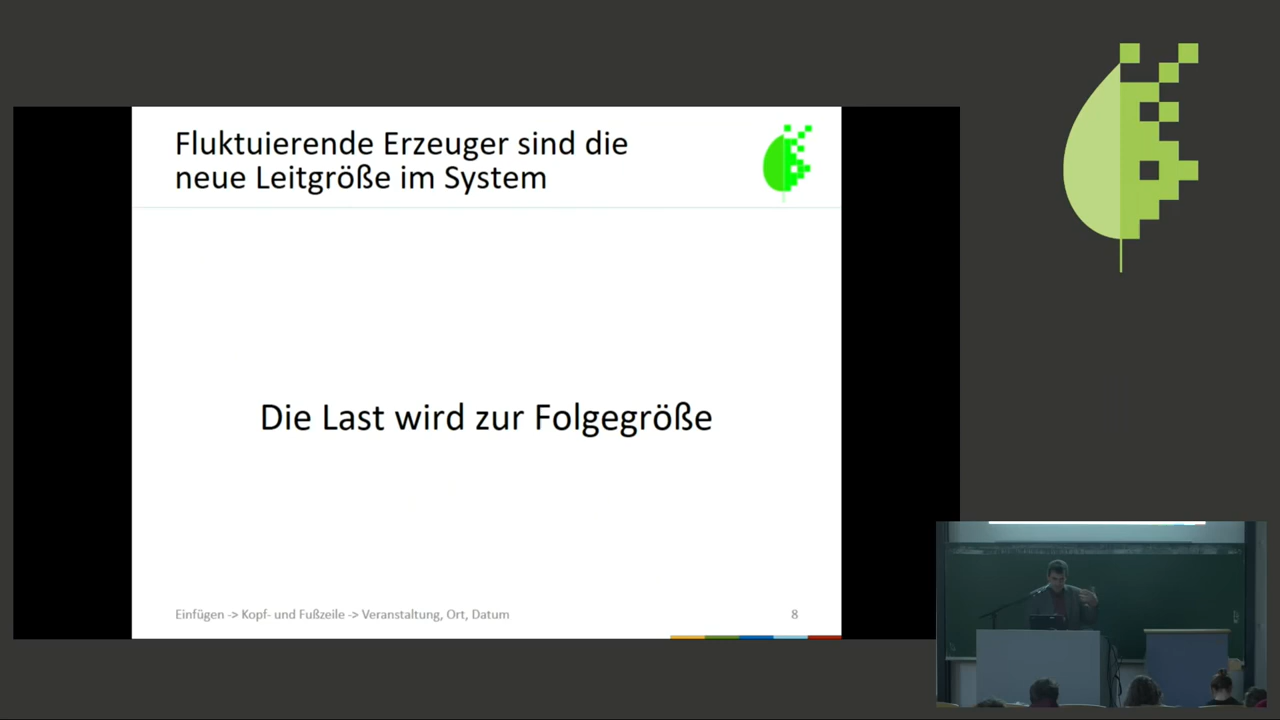 Fluktuierende Erzeuger sind die
neue Leitgröße im System
Die Last wird zur Folgegröße
Einfügen -> Kopf- und Fußzeile -> Veranstaltung, Ort, Datum
8